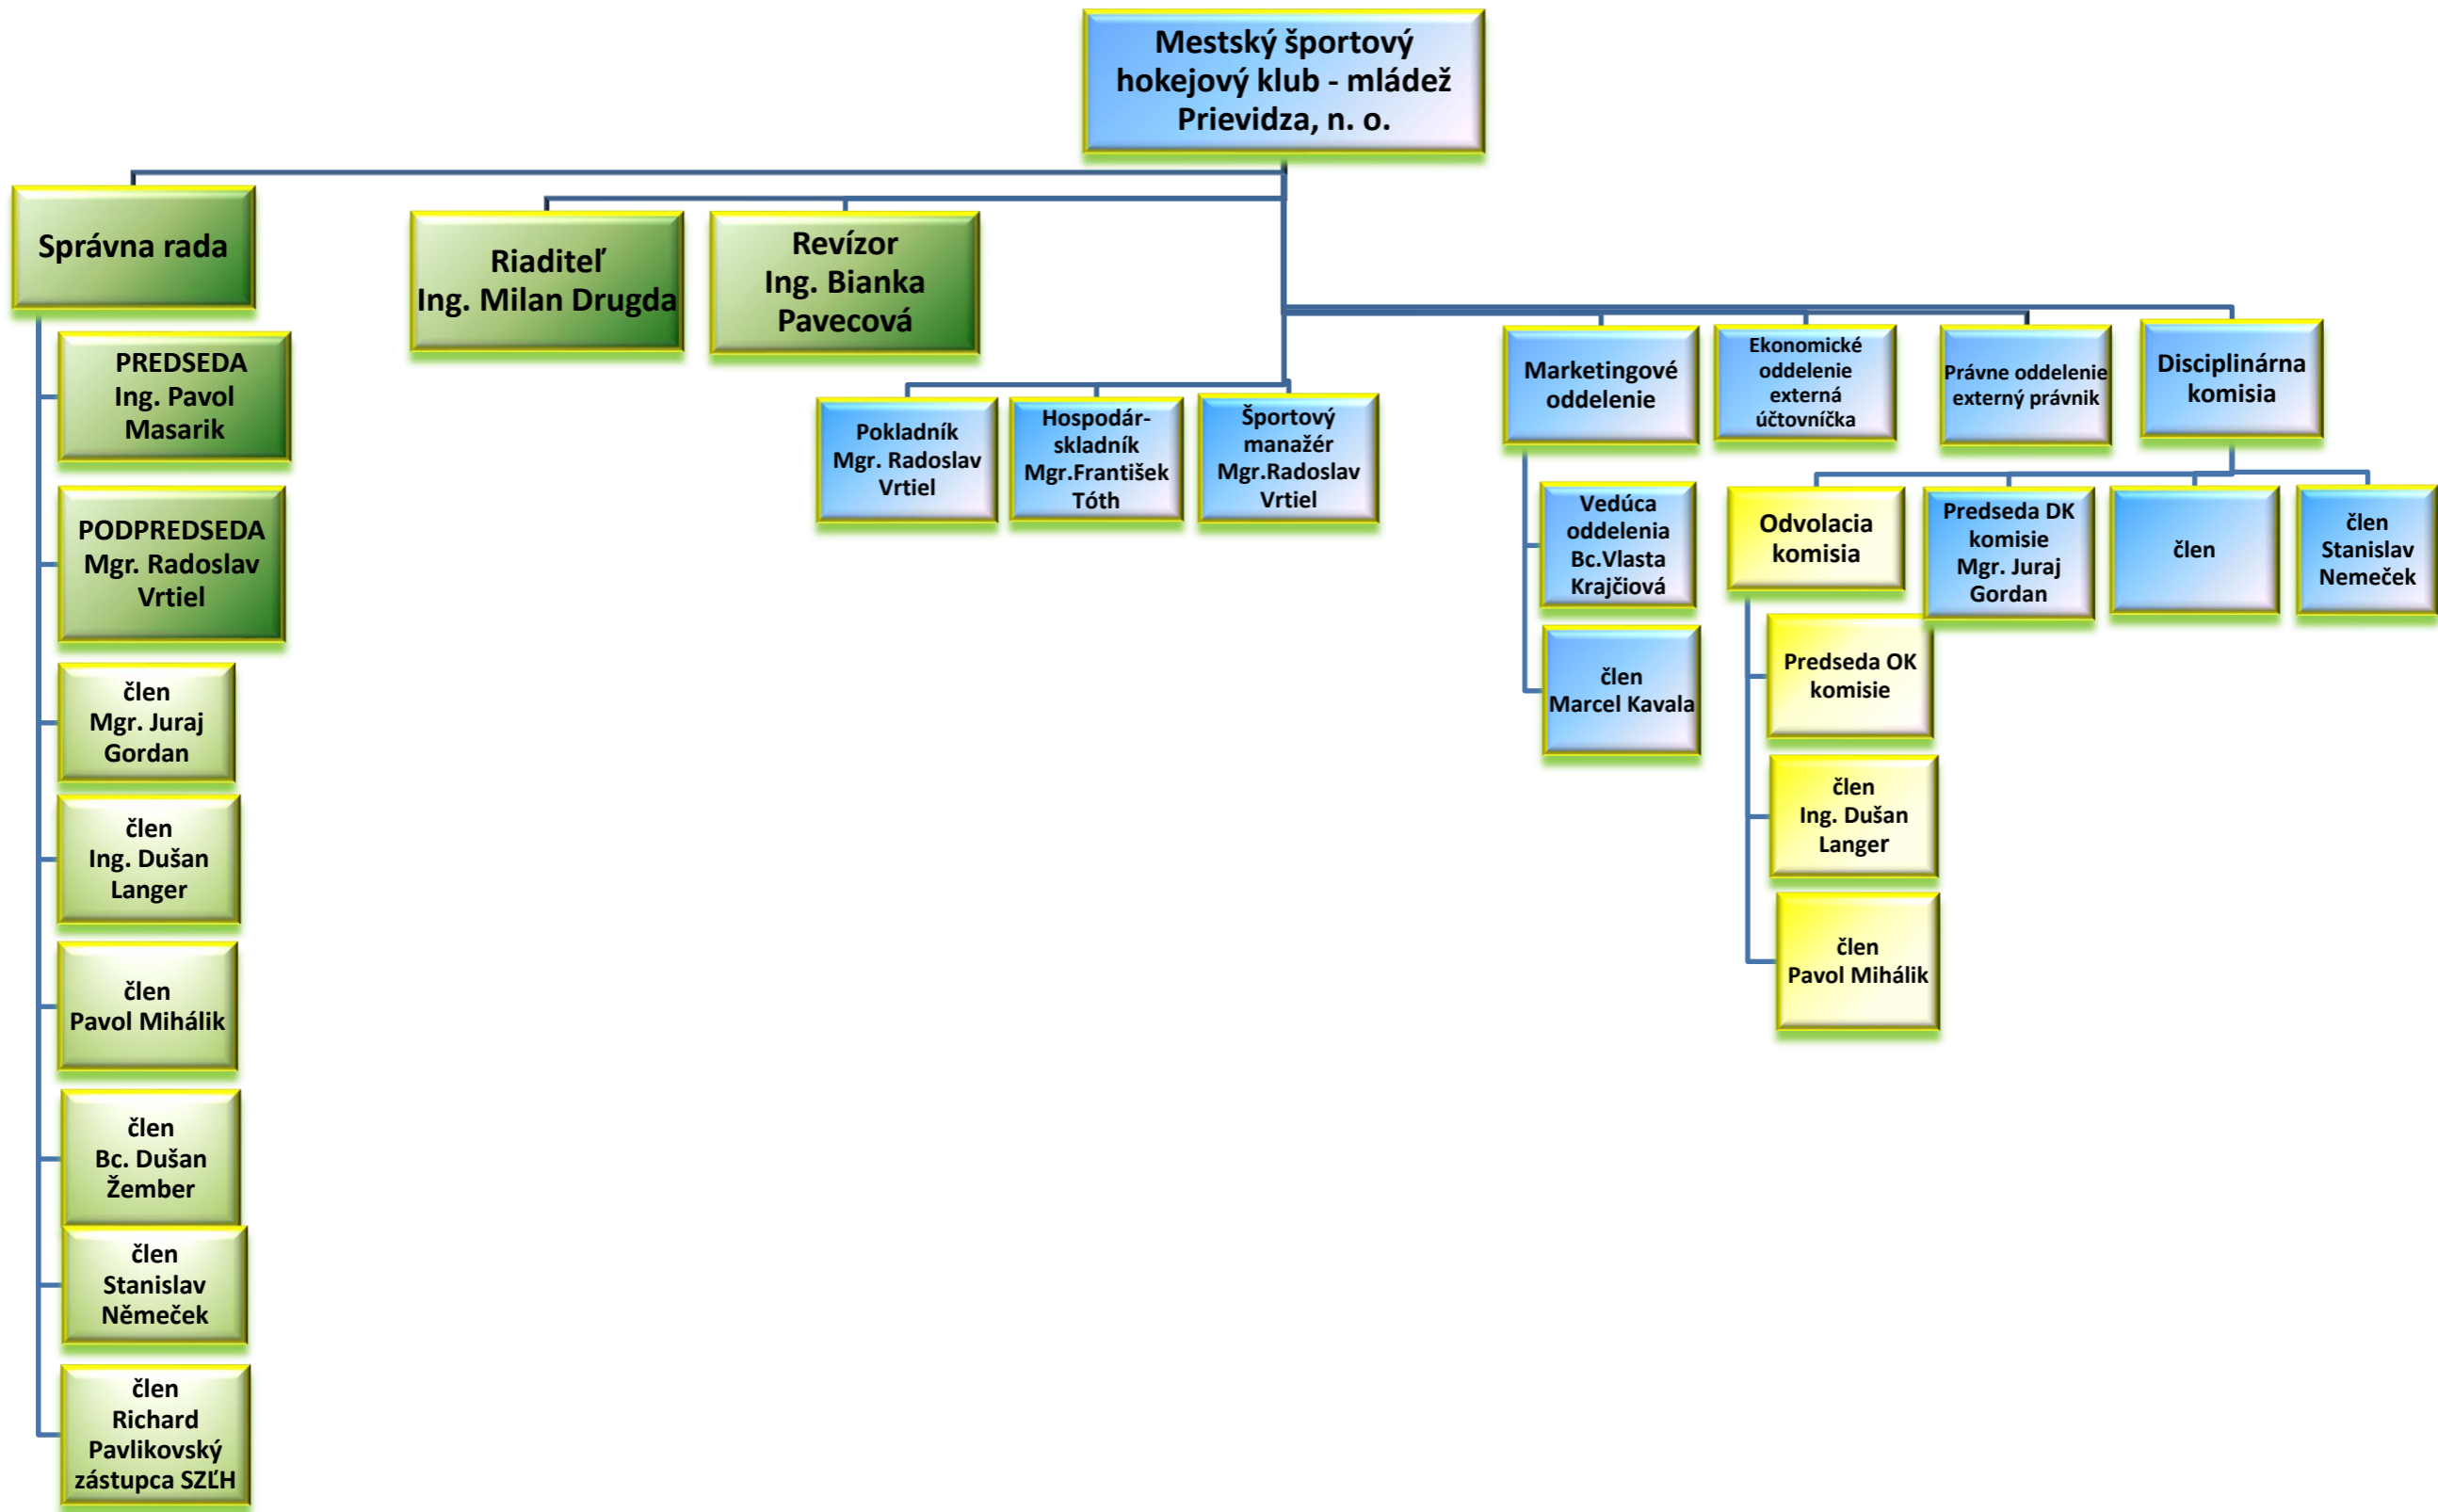 Mestský športový
hokejový klub - mládež
Prievidza, n. o.
Správna rada
Riaditeľ
Ing. Milan Drugda
Revízor
Ing. Bianka
Pavecová
PREDSEDA
Ing. Pavol
Masarik
PODPREDSEDA
Mgr. Radoslav
Vrtiel
člen
Mgr. Juraj
Gordan
člen
Ing. Dušan
Langer
člen
Pavol Mihálik
člen
Bc. Dušan
Žember
člen
Stanislav
Němeček
člen
Richard
Pavlikovský
zástupca SZĽH
Pokladník
Mgr. Radoslav
Vrtiel
Hospodár-
skladník
Mgr.František
Tóth
Športový
manažér
Mgr.Radoslav
Vrtiel
Marketingové
oddelenie
Vedúca
oddelenia
Bc.Vlasta
Krajčiová
člen
Marcel Kavala
Ekonomické
oddelenie
externá
účtovníčka
Právne oddelenie
externý právnik
Disciplinárna
komisia
Odvolacia
komisia
Predseda OK
komisie
člen
Ing. Dušan
Langer
člen
Pavol Mihálik
Predseda DK
komisie
Mgr. Juraj
Gordan
člen
člen
Stanislav
Nemeček